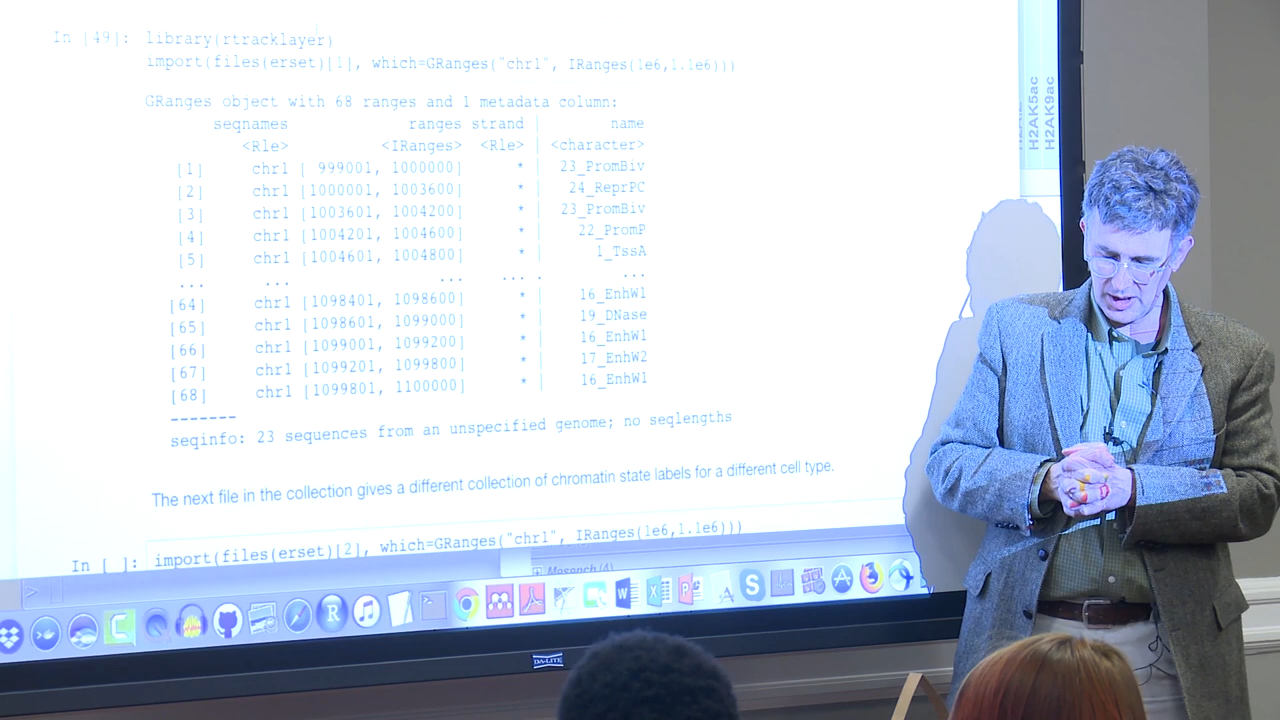 In [49]: library(rtracklayer)
import(files(erset)[1], which=GRanges("chr1", IRanges(1e6,1.1e6)))
GRanges object with 68 ranges and 1 metadata column:
seqnames ranges strand | name
<Rle> <IRanges> <Rle> | <character>
[1] chr1 [ 999001, 1000000] * | 23_PromBiv
[2] chr1 [1000001, 1003600] * | 24_ReprPC
[3] chr1 [1003601, 1004200] * | 23_PromBiv
[4] chr1 [1004201, 1004600] * | 22_PromP
[5] chr1 [1004601, 1004800] * | 1_TssA
... ... ... ... . ...
[64] chr1 [1098401, 1098600] * | 16_EnhW1
[65] chr1 [1098601, 1099000] * | 19_DNase
[66] chr1 [1099001, 1099200] * | 16_EnhW1
[67] chr1 [1099201, 1099800] * | 17_EnhW2
[68] chr1 [1099801, 1100000] * | 16_EnhW1
-------
seqinfo: 23 sequences from an unspecified genome; no seqlengths
The next file in the collection gives a different collection of chromatin state labels for a different cell type.
In [ ]: import(files(erset)[2], which=GRanges("chr1", IRanges(1e6,1.1e6)))
H2AK5ac
H2AK9ac
DA-LITE